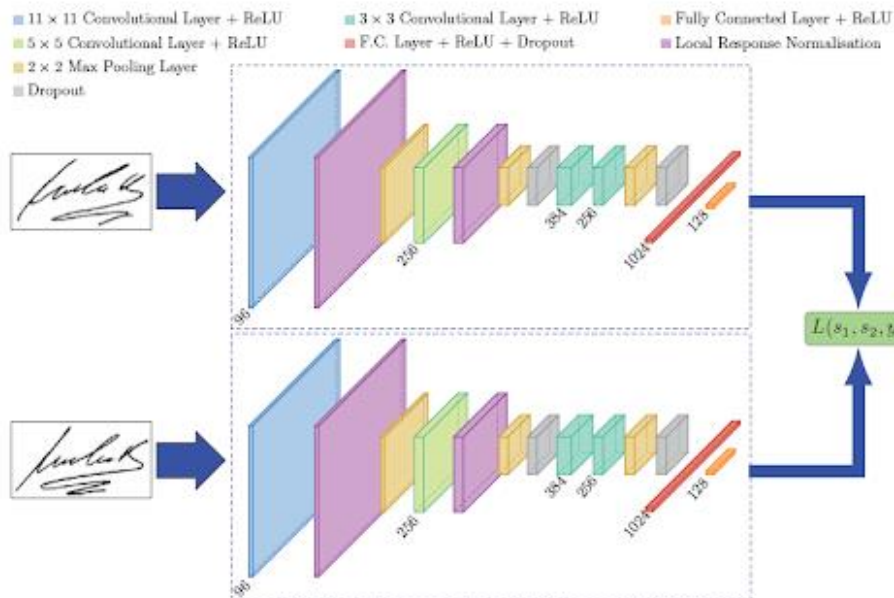 11 × 11 Convolutional Layer + ReLU
3 × 3 Convolutional Layer + ReLU
Fully Connected Layer + ReLU
5 × 5 Convolutional Layer + ReLU
F.C. Layer + ReLU + Dropout
Local Response Normalisation
2 × 2 Max Pooling Layer
Dropout
96
256
384
256
1024
128
L(s₁, s₂, y
96
256
384
256
1024
128